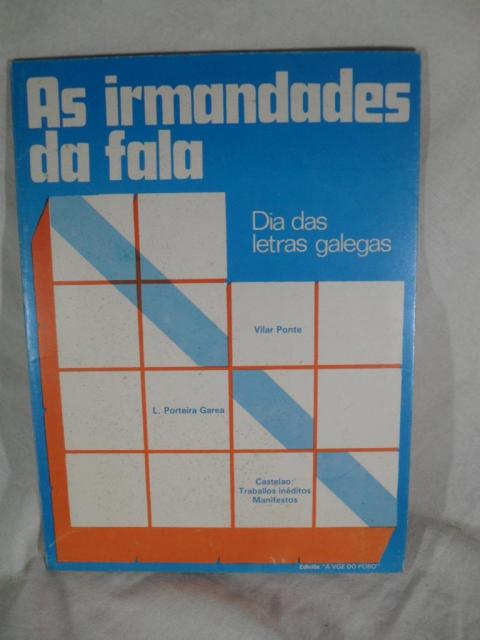 As irmandades
da fala
Dia das
letras galegas
Vilar Ponte
L. Porteira Garea
Castelao:
Traballos inéditos
Manifestos
Edición "A VOZ DO POBO"